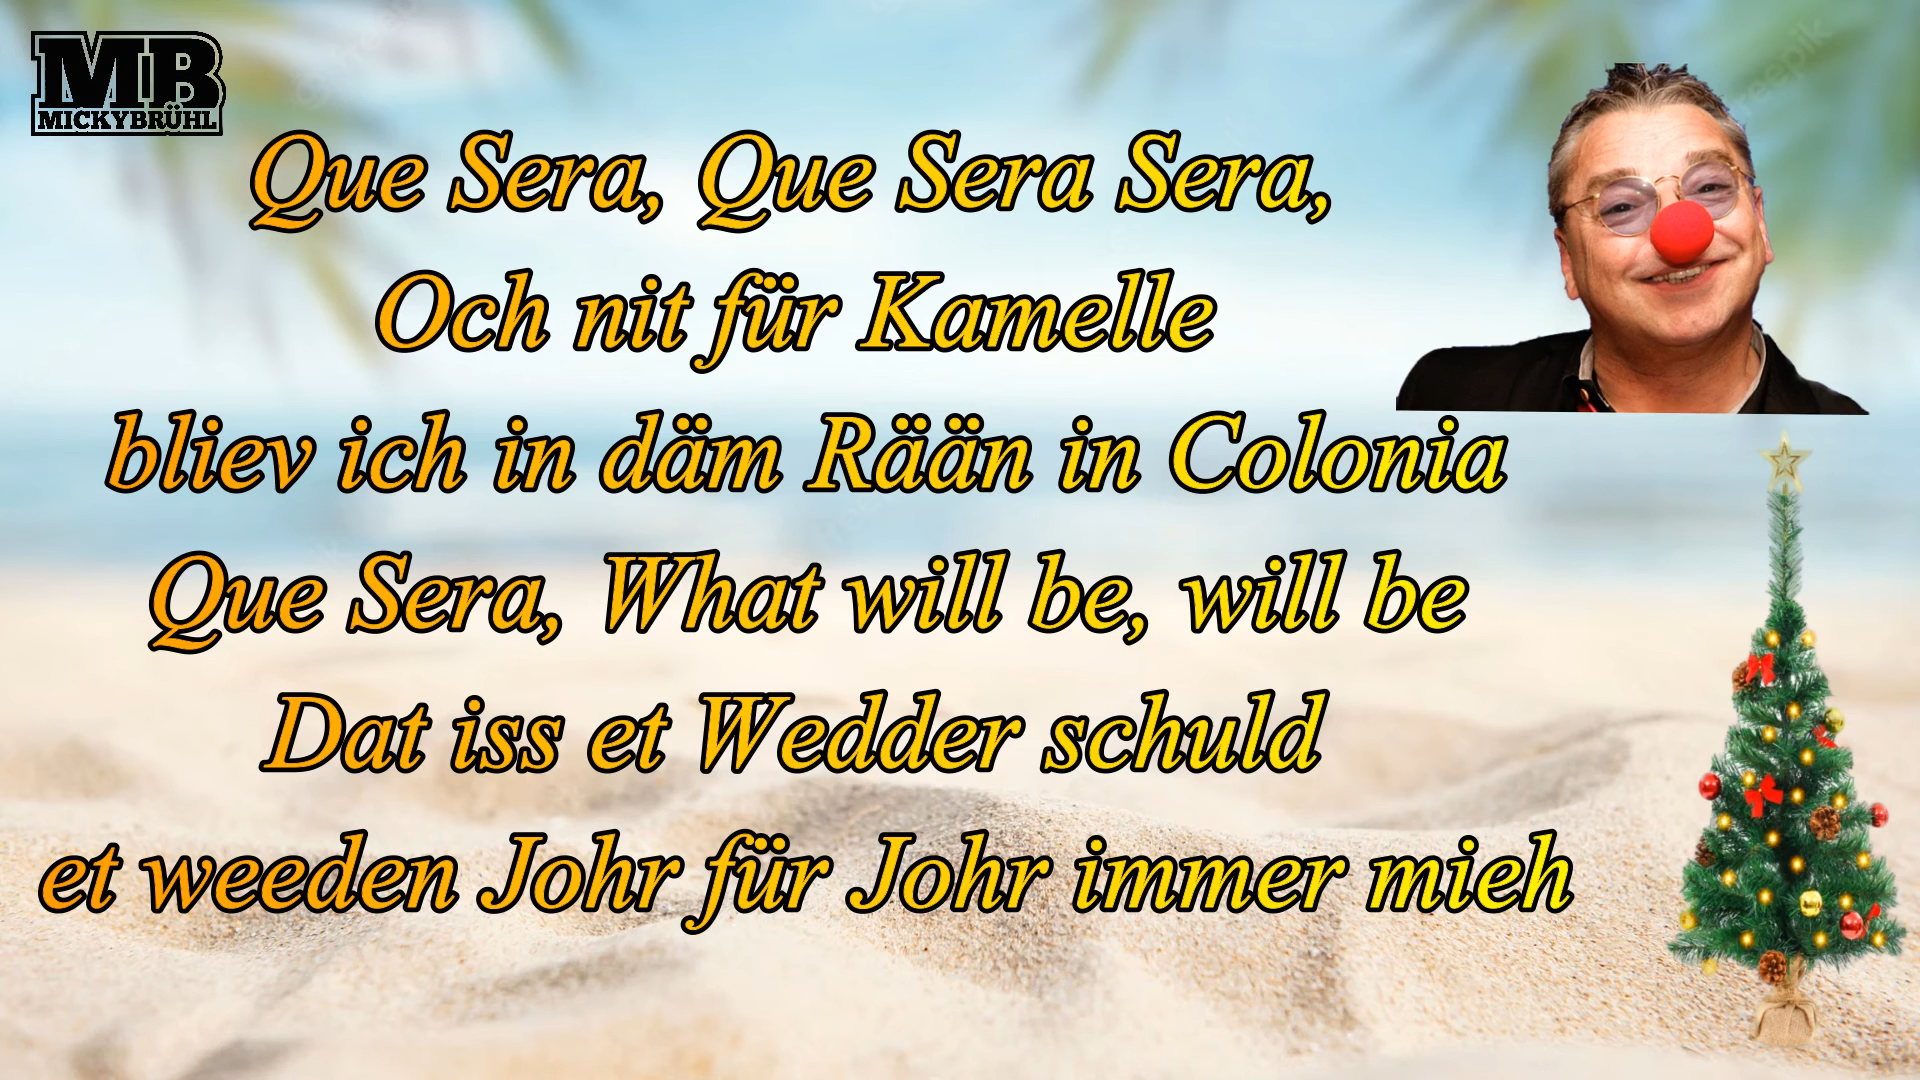 MB
MICKYBRÜHL
Que Sera, Que Sera Sera,
Och nit für Kamelle
bliev ich in däm Rään in Colonia
Que Sera, What will be, will be
Dat iss et Wedder schuld
et weeden Johr für Johr immer mieh